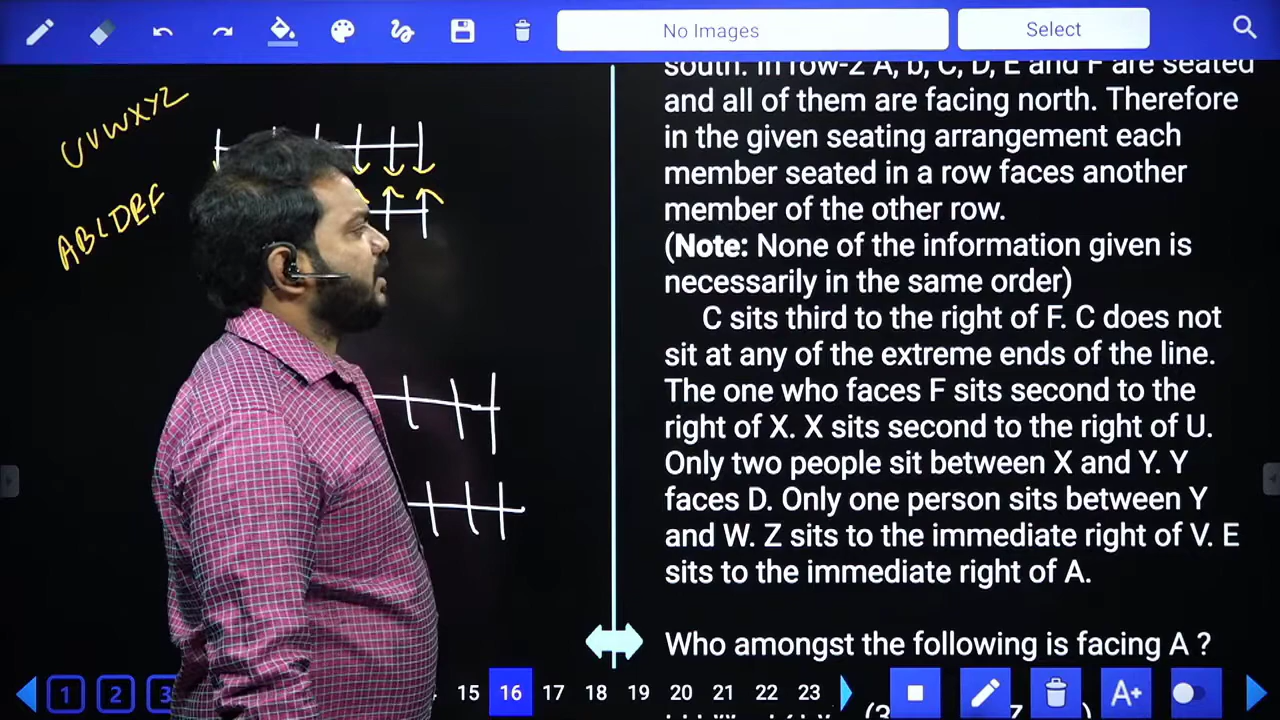 No Images
Select
UVWXYZ
south. In row-2 A, b, C, D, E and F are seated
and all of them are facing north. Therefore
in the given seating arrangement each
member seated in a row faces another
member of the other row.
(Note: None of the information given is
necessarily in the same order)
C sits third to the right of F. C does not
sit at any of the extreme ends of the line.
The one who faces F sits second to the
right of X. X sits second to the right of U.
Only two people sit between X and Y. Y
faces D. Only one person sits between Y
and W. Z sits to the immediate right of V. E
sits to the immediate right of A.
Who amongst the following is facing A ?
1 2 3 15 16 17 18 19 20 21 22 23
A+